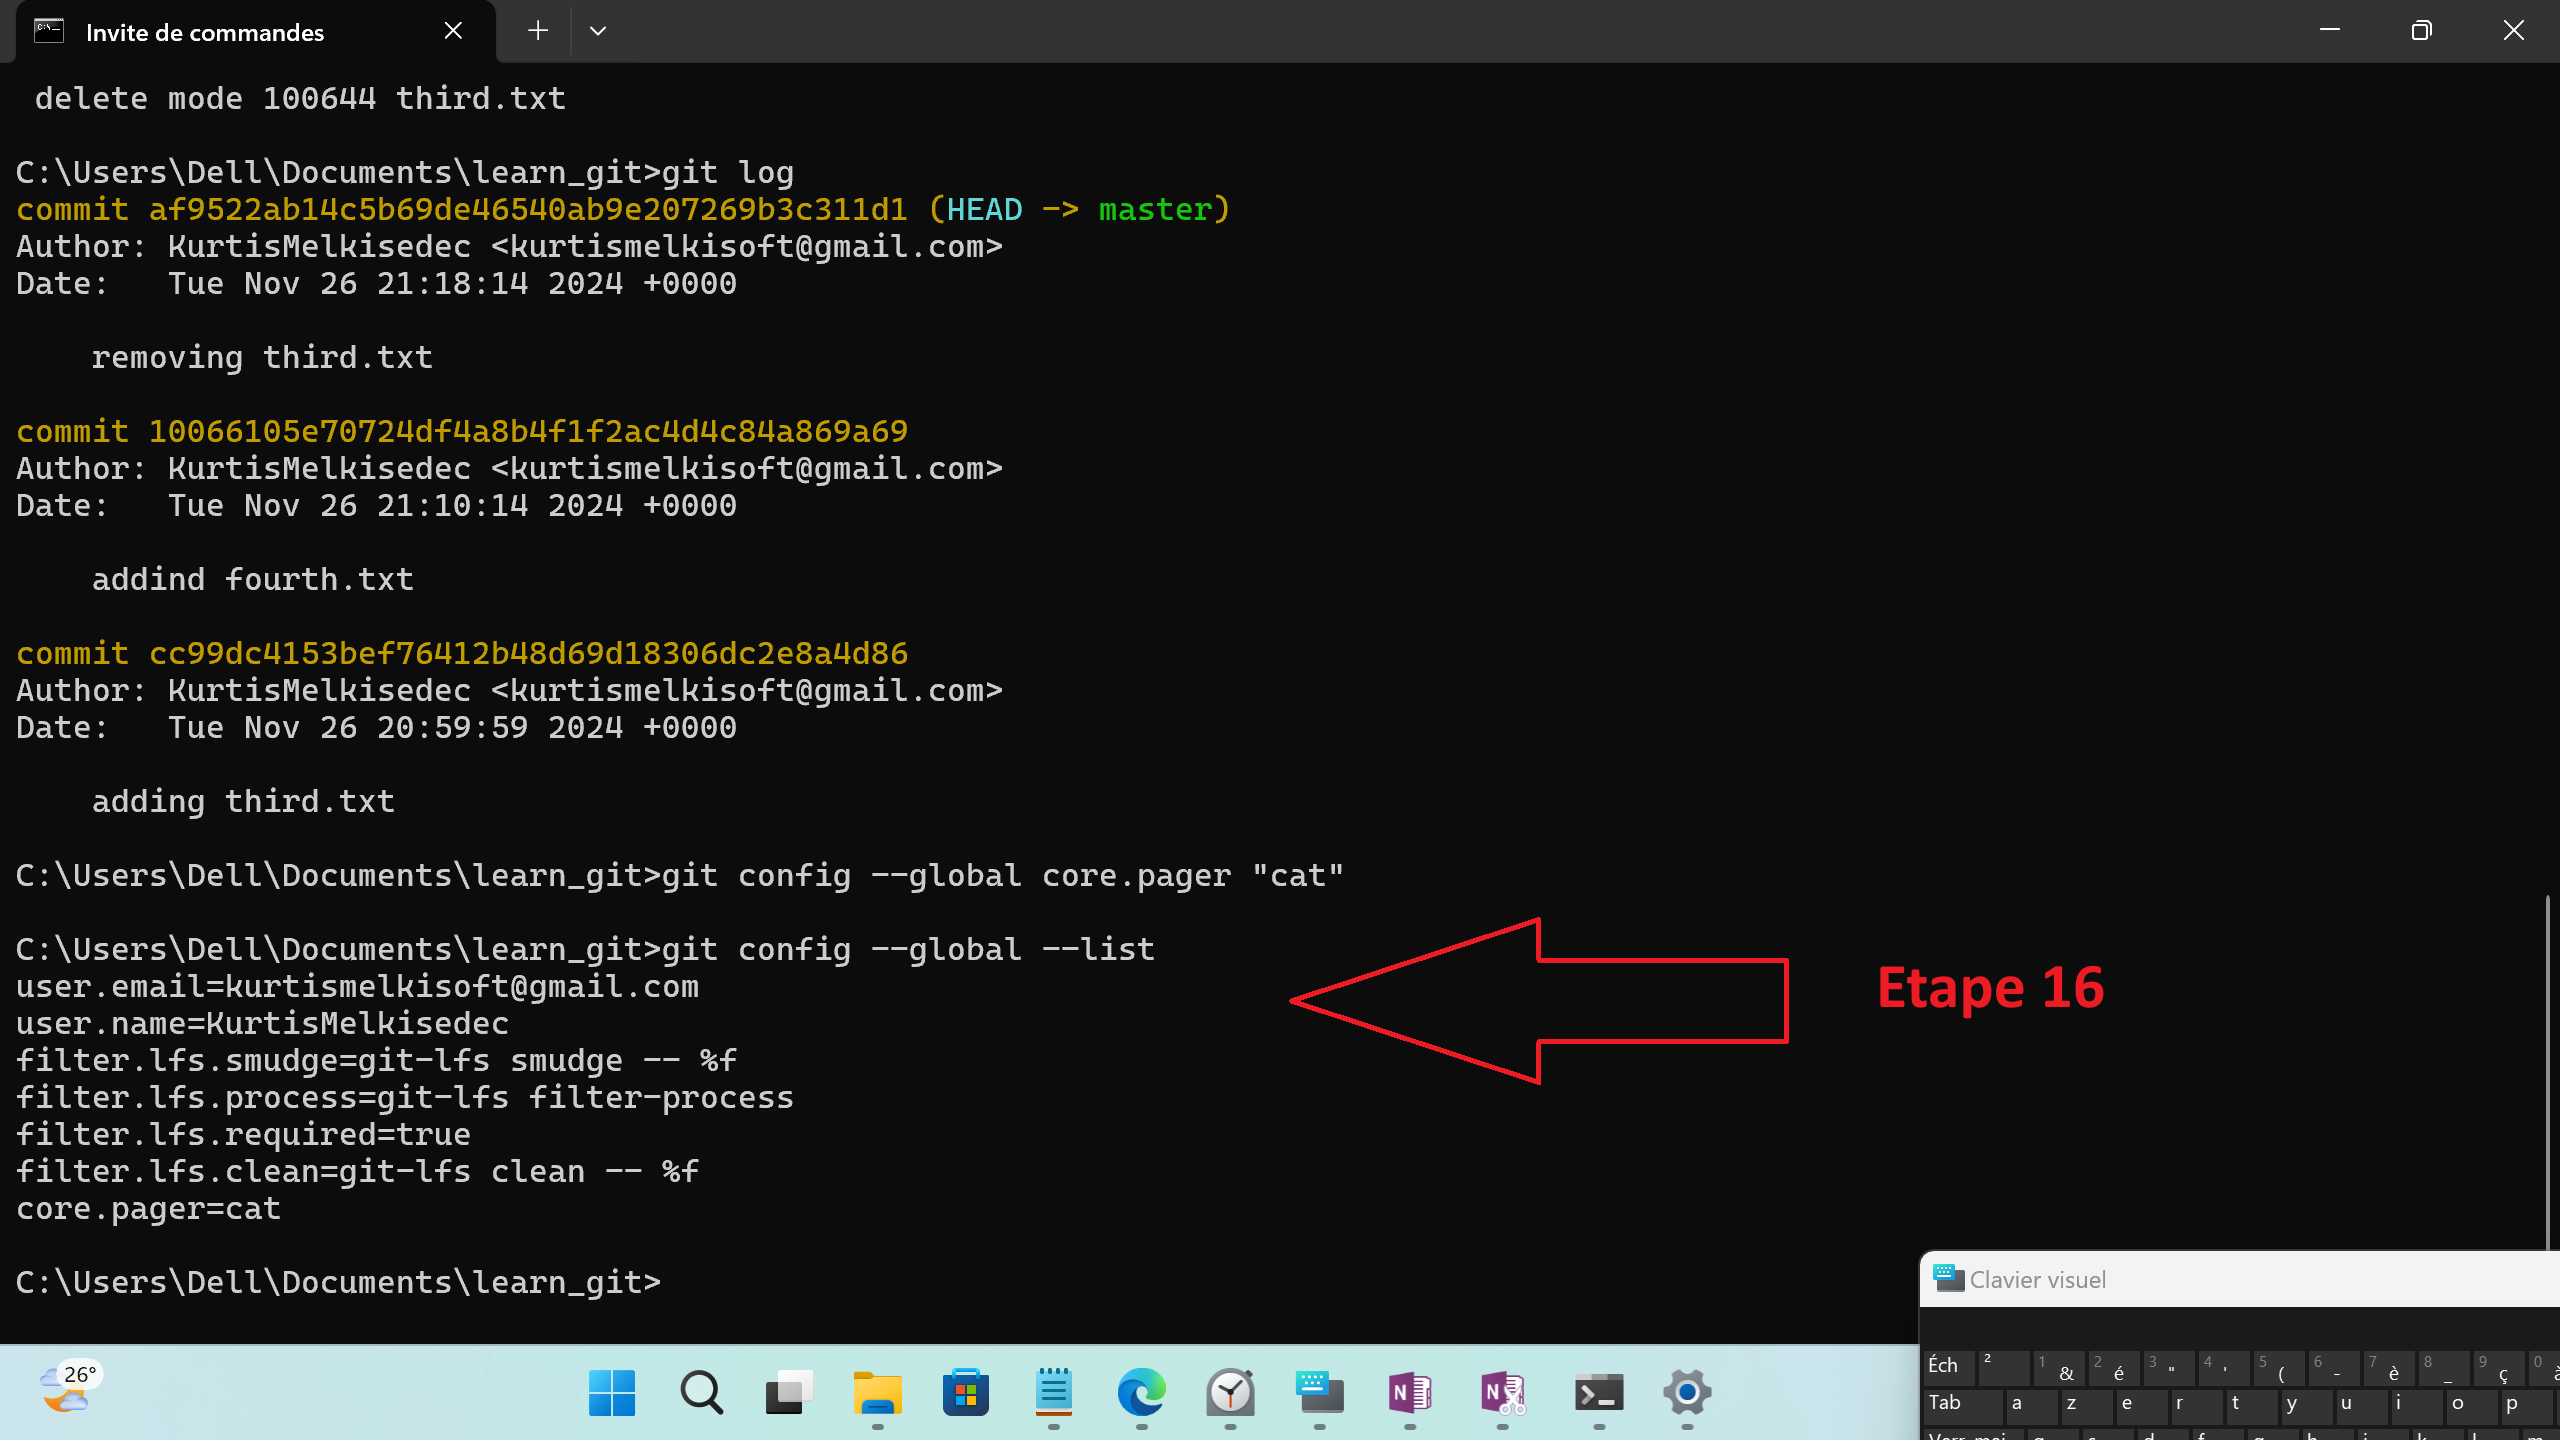 Invite de commandes
 delete mode 100644 third.txt
C:\Users\Dell\Documents\learn_git>git log
commit af9522ab14c5b69de46540ab9e207269b3c311d1 (HEAD -> master)
Author: KurtisMelkisedec <kurtismelkisoft@gmail.com>
Date:   Tue Nov 26 21:18:14 2024 +0000
    removing third.txt
commit 10066105e70724df4a8b4f1f2ac4d4c84a869a69
Author: KurtisMelkisedec <kurtismelkisoft@gmail.com>
Date:   Tue Nov 26 21:10:14 2024 +0000
    addind fourth.txt
commit cc99dc4153bef76412b48d69d18306dc2e8a4d86
Author: KurtisMelkisedec <kurtismelkisoft@gmail.com>
Date:   Tue Nov 26 20:59:59 2024 +0000
    adding third.txt
C:\Users\Dell\Documents\learn_git>git config --global core.pager "cat"
C:\Users\Dell\Documents\learn_git>git config --global --list
user.email=kurtismelkisoft@gmail.com
user.name=KurtisMelkisedec
filter.lfs.smudge=git-lfs smudge -- %f
filter.lfs.process=git-lfs filter-process
filter.lfs.required=true
filter.lfs.clean=git-lfs clean -- %f
core.pager=cat
C:\Users\Dell\Documents\learn_git>
Etape 16
Clavier visuel
Éch ² 1 & 2 é 3 " 4 ' 5 ( 6 - 7 è 8 _ 9 ç 0
Tab a z e r t y u i o p
26°